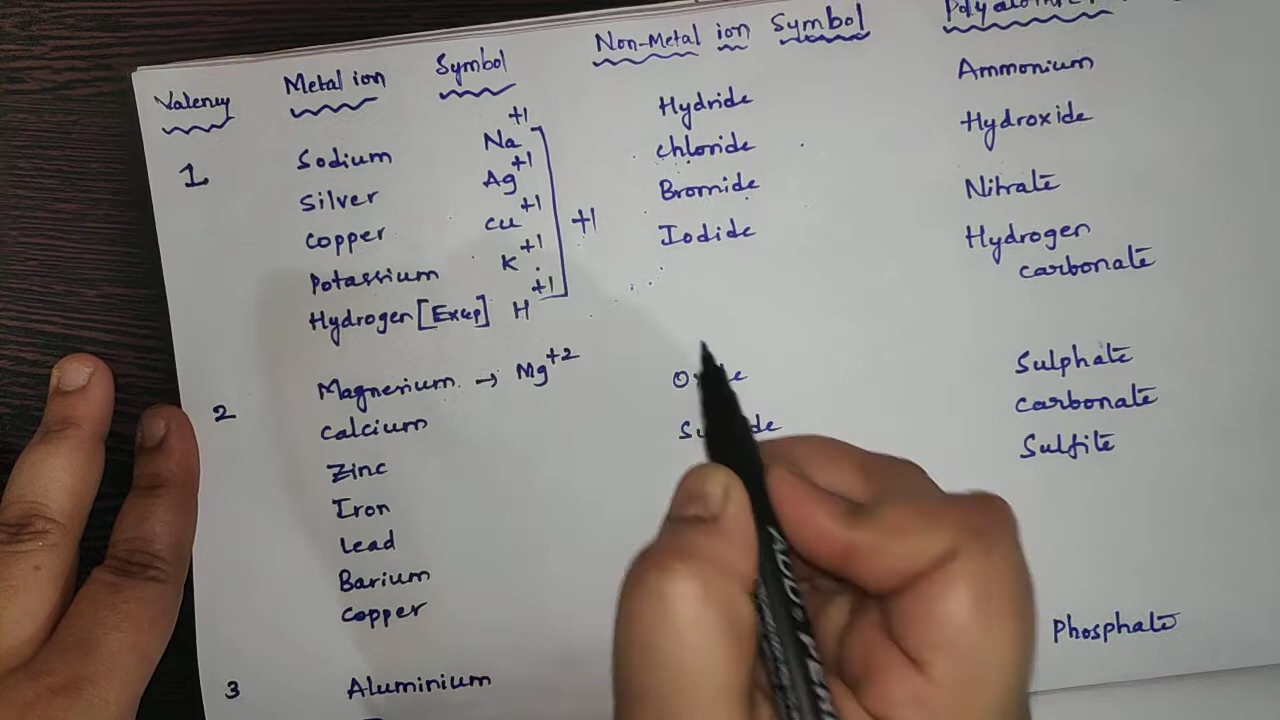 Valency Metal ion Symbol Non-Metal ion Symbol
1 Sodium Na+1 Hydride Ammonium
Silver Ag+1 chloride Hydroxide
Copper cu+1 +1 Bromide Nitrate
Potassium K+1 Iodide Hydrogen
carbonate
Hydrogen [Excep] H+1
2 Magnesium → Mg+2 Sulphate
Calcium carbonate
Zinc Sulfite
Iron
Lead
Barium
Copper Phosphate
3 Aluminium